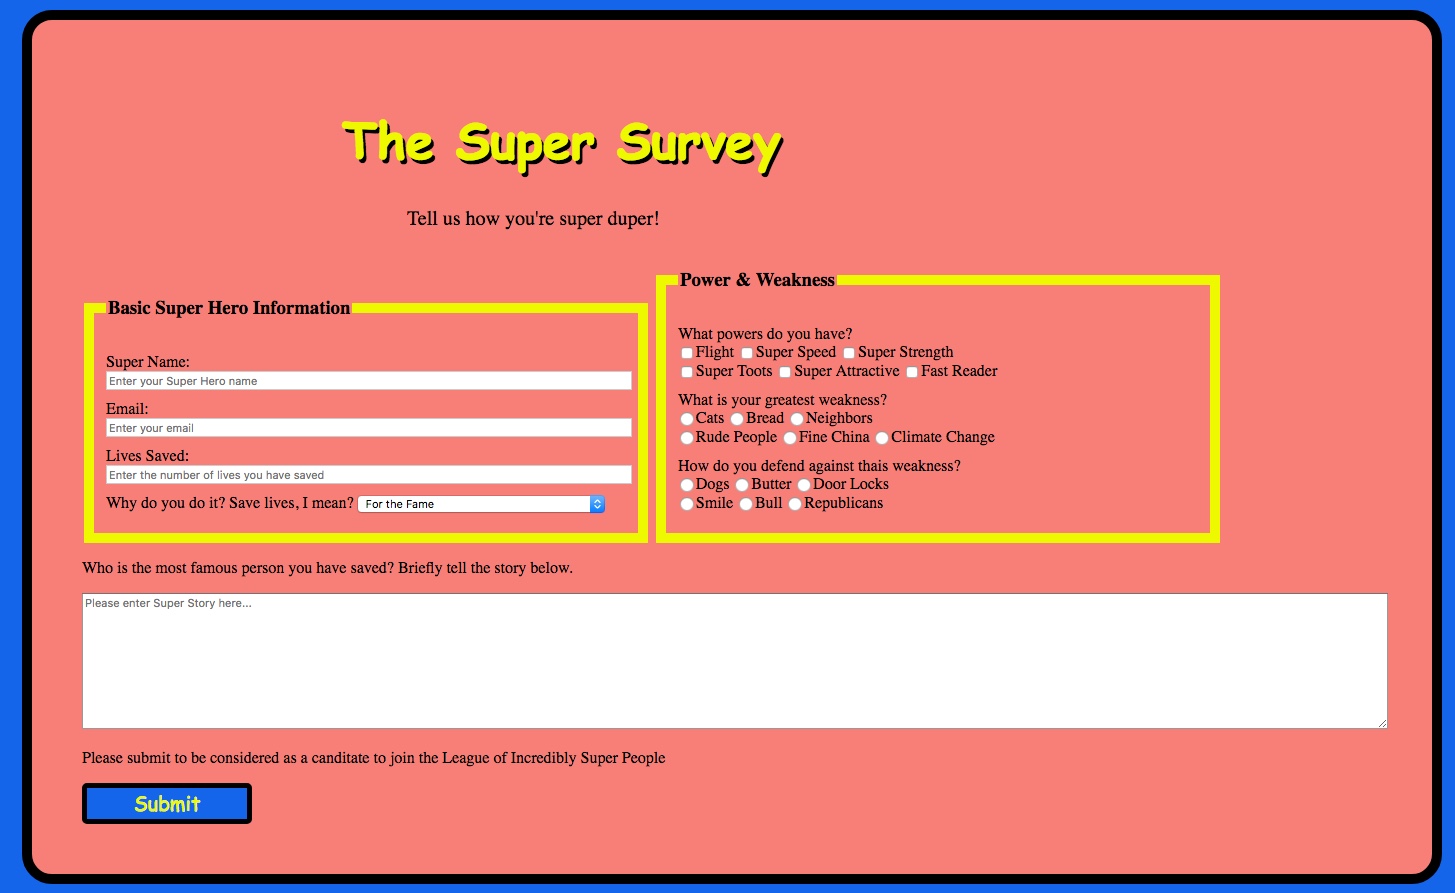 The Super Survey
Tell us how you're super duper!
Basic Super Hero Information
Super Name:
Enter your Super Hero name
Email:
Enter your email
Lives Saved:
Enter the number of lives you have saved
Why do you do it? Save lives, I mean? For the Fame
Power & Weakness
What powers do you have?
Flight Super Speed Super Strength
Super Toots Super Attractive Fast Reader
What is your greatest weakness?
Cats Bread Neighbors
Rude People Fine China Climate Change
How do you defend against thais weakness?
Dogs Butter Door Locks
Smile Bull Republicans
Who is the most famous person you have saved? Briefly tell the story below.
Please enter Super Story here...
Please submit to be considered as a canditate to join the League of Incredibly Super People
Submit